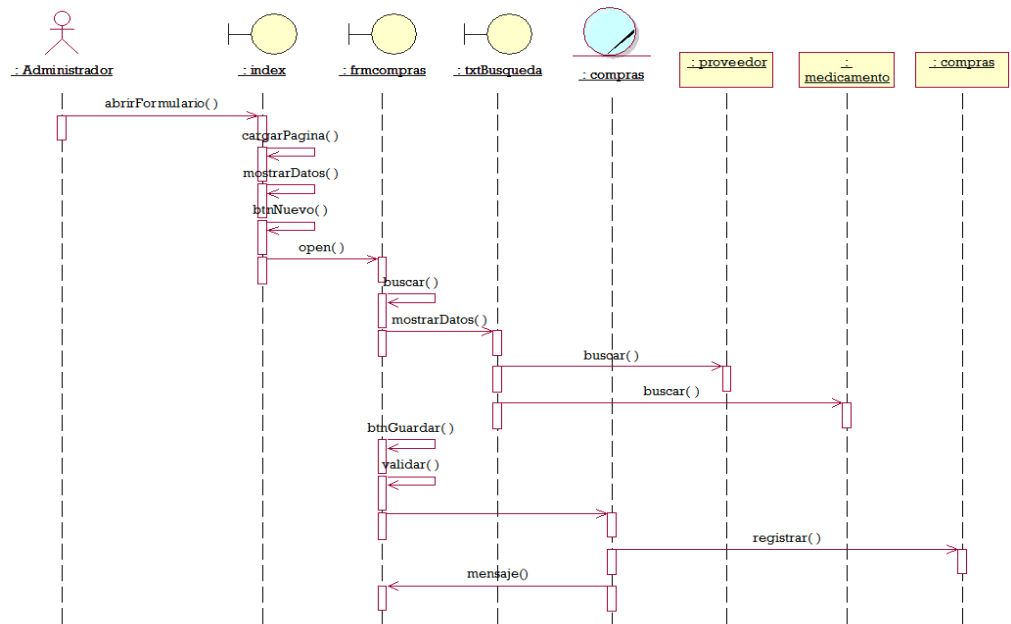 : Administrador
: index
: frmcompras
: txtBusqueda
: compras
: proveedor
:
medicamento
: compras
abrirFormulario( )
cargarPagina( )
mostrarDatos( )
btnNuevo( )
open( )
buscar( )
mostrarDatos( )
buscar( )
buscar( )
btnGuardar( )
validar( )
registrar( )
mensaje()